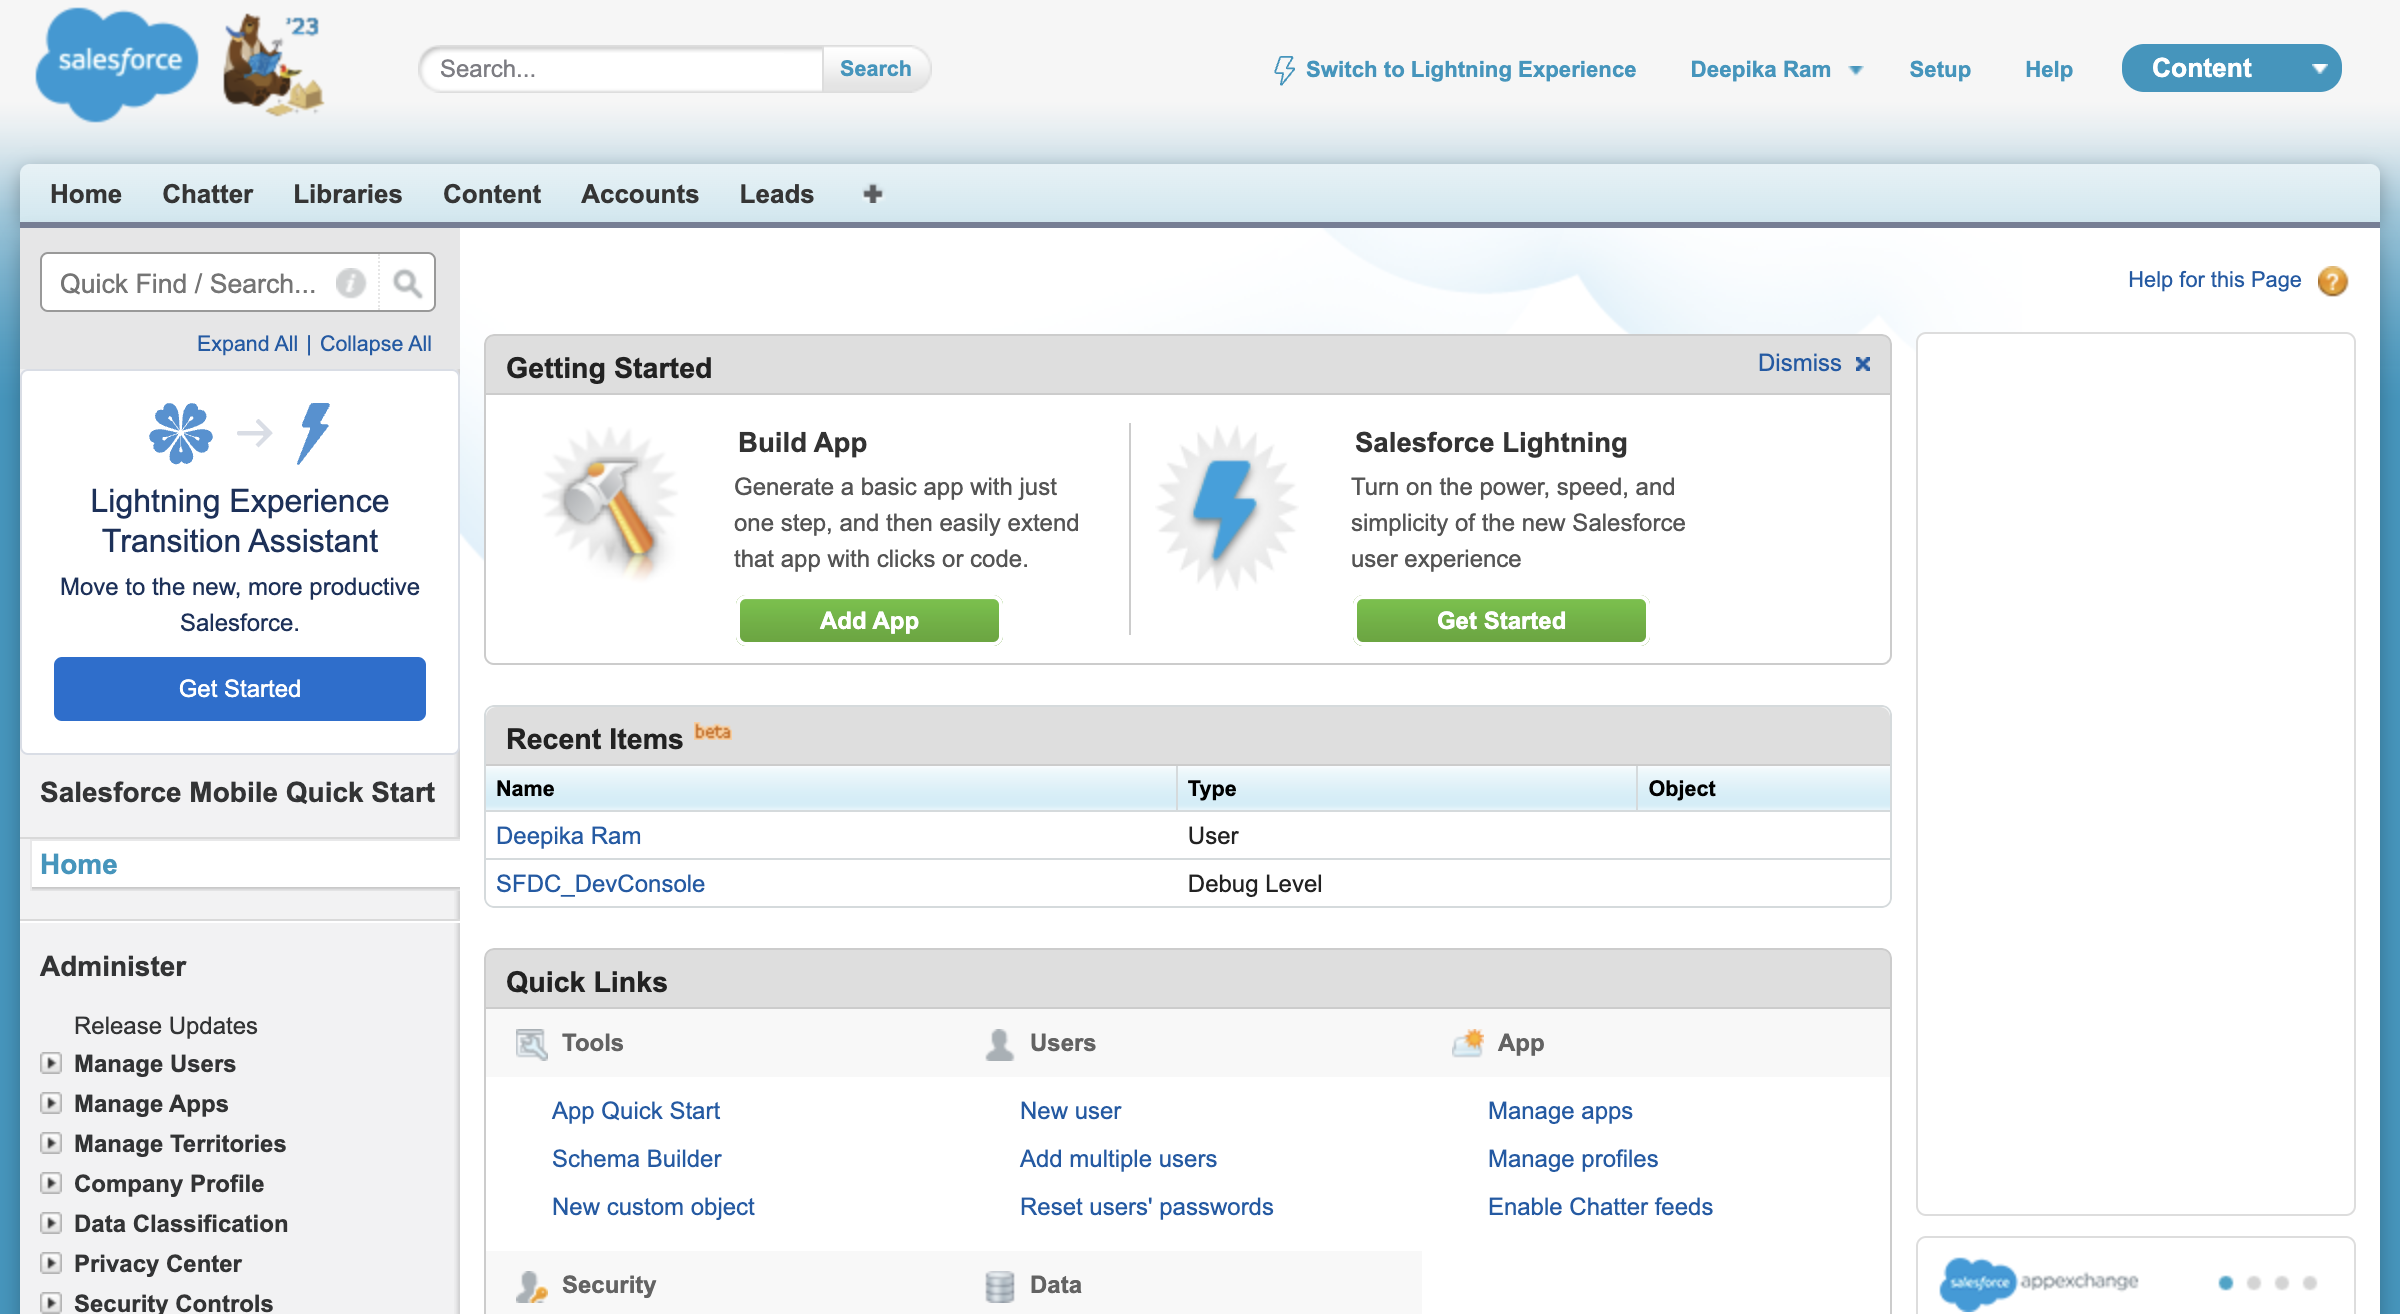 salesforce
'23
Search...
Search
Switch to Lightning Experience
Deepika Ram
Setup
Help
Content
Home
Chatter
Libraries
Content
Accounts
Leads
Quick Find / Search...
Expand All | Collapse All
Lightning Experience
Transition Assistant
Move to the new, more productive
Salesforce.
Get Started
Salesforce Mobile Quick Start
Home
Administer
Release Updates
Manage Users
Manage Apps
Manage Territories
Company Profile
Data Classification
Privacy Center
Security Controls
Help for this Page
Getting Started
Dismiss
Build App
Generate a basic app with just
one step, and then easily extend
that app with clicks or code.
Add App
Salesforce Lightning
Turn on the power, speed, and
simplicity of the new Salesforce
user experience
Get Started
Recent Items beta
Name
Type
Object
Deepika Ram
User
SFDC_DevConsole
Debug Level
Quick Links
Tools
App Quick Start
Schema Builder
New custom object
Users
New user
Add multiple users
Reset users' passwords
App
Manage apps
Manage profiles
Enable Chatter feeds
Security
Data
salesforce appexchange